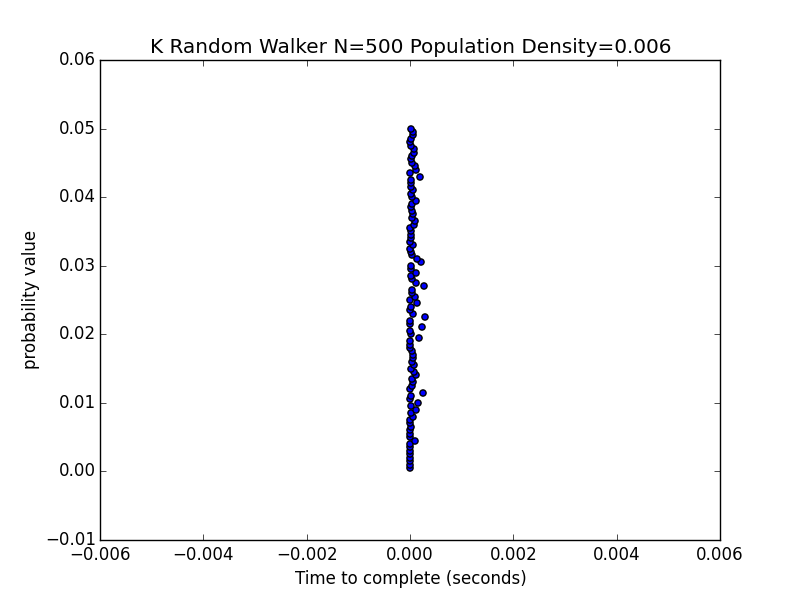 K Random Walker N=500 Population Density=0.006
0.06
0.05
0.04
0.03
0.02
0.01
0.00
−0.01
probability value
−0.006 −0.004 −0.002 0.000 0.002 0.004 0.006
Time to complete (seconds)